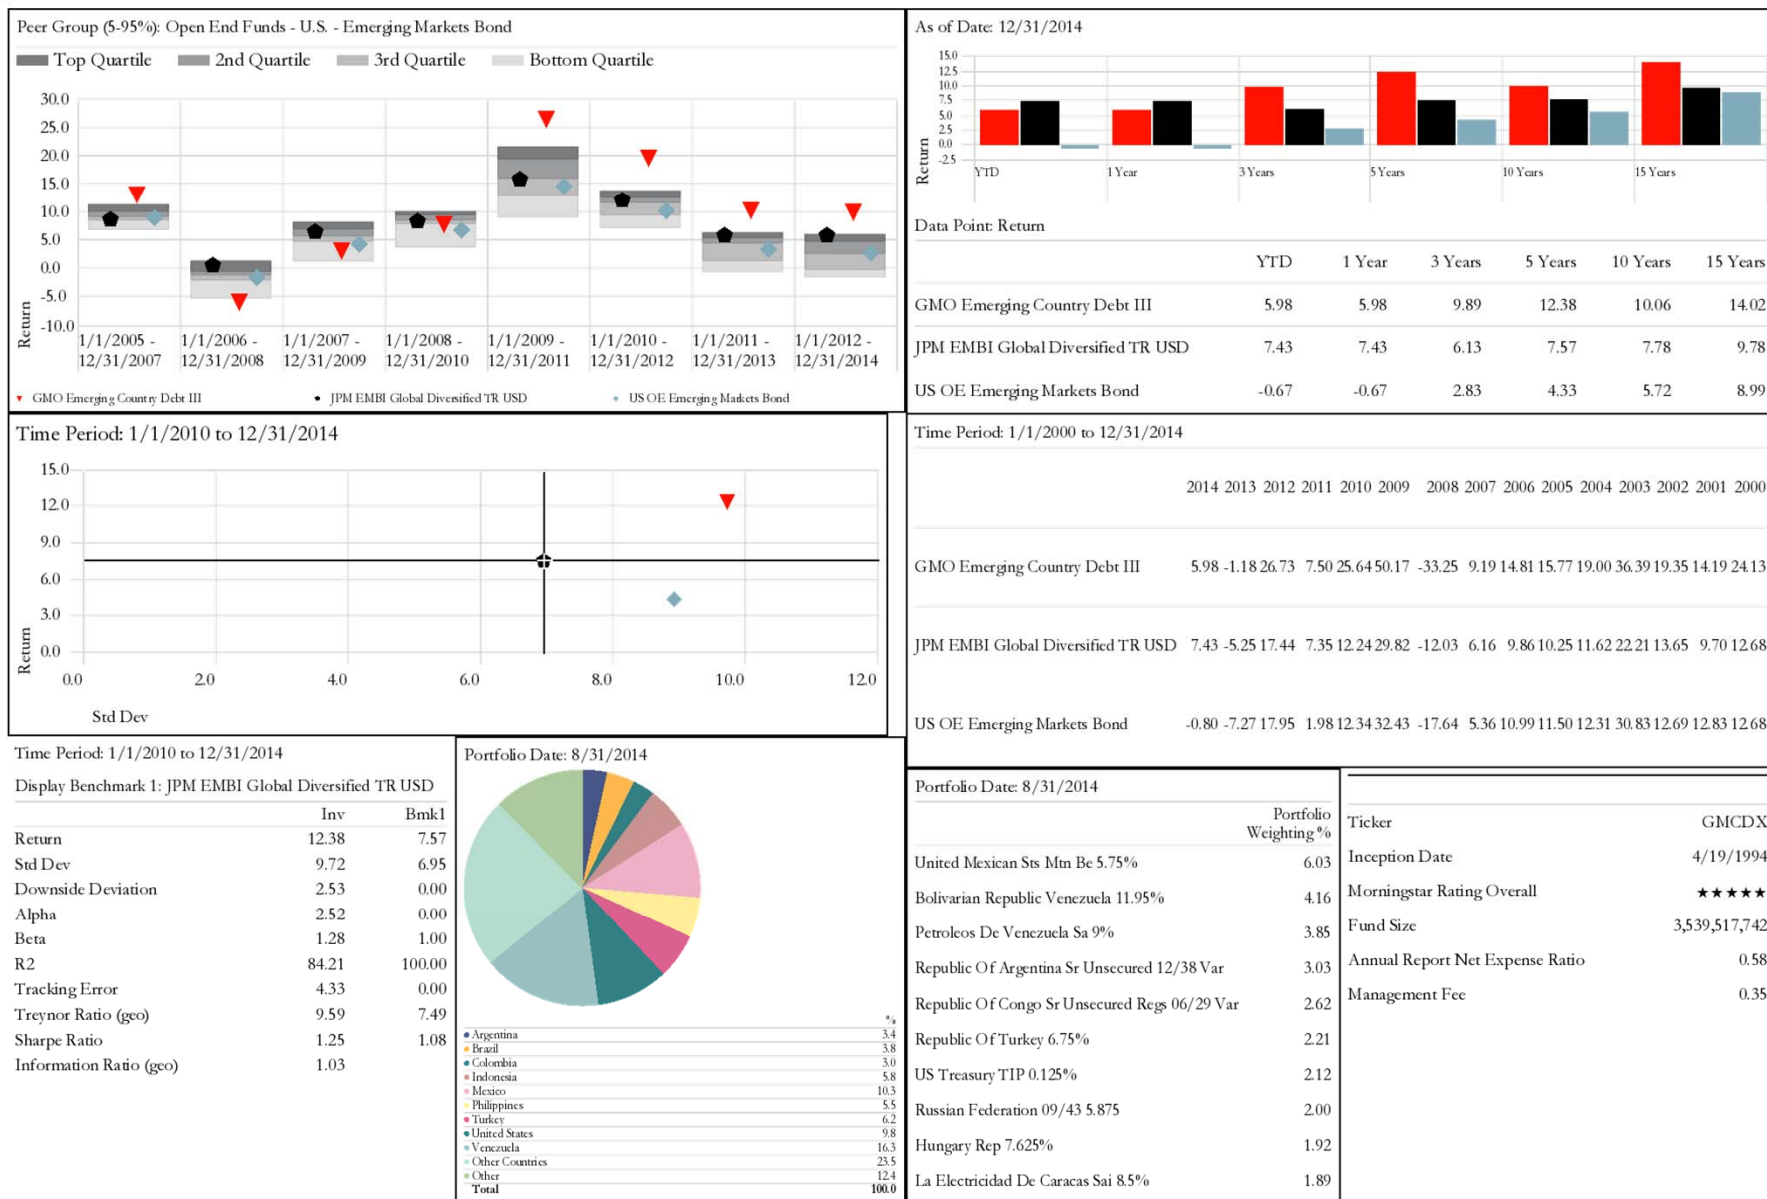 Peer Group (5-95%): Open End Funds - U.S. - Emerging Markets Bond
Top Quartile 2nd Quartile 3rd Quartile Bottom Quartile
30.0
25.0
20.0
15.0
10.0
5.0
0.0
-5.0
-10.0
Return
1/1/2005 - 1/1/2006 - 1/1/2007 - 1/1/2008 - 1/1/2009 - 1/1/2010 - 1/1/2011 - 1/1/2012 -
12/31/2007 12/31/2008 12/31/2009 12/31/2010 12/31/2011 12/31/2012 12/31/2013 12/31/2014
GMO Emerging Country Debt III JPM EMBI Global Diversified TR USD US OE Emerging Markets Bond
As of Date: 12/31/2014
15.0
12.5
10.0
7.5
5.0
2.5
0.0
-2.5
Return
YTD 1 Year 3 Years 5 Years 10 Years 15 Years
Data Point: Return
YTD 1 Year 3 Years 5 Years 10 Years 15 Years
GMO Emerging Country Debt III 5.98 5.98 9.89 12.38 10.06 14.02
JPM EMBI Global Diversified TR USD 7.43 7.43 6.13 7.57 7.78 9.78
US OE Emerging Markets Bond -0.67 -0.67 2.83 4.33 5.72 8.99
Time Period: 1/1/2010 to 12/31/2014
15.0
12.0
9.0
6.0
3.0
0.0
Return
0.0 2.0 4.0 6.0 8.0 10.0 12.0
Std Dev
Time Period: 1/1/2000 to 12/31/2014
2014 2013 2012 2011 2010 2009 2008 2007 2006 2005 2004 2003 2002 2001 2000
GMO Emerging Country Debt III 5.98 -1.18 26.73 7.50 25.64 50.17 -33.25 9.19 14.81 15.77 19.00 36.39 19.35 14.19 24.13
JPM EMBI Global Diversified TR USD 7.43 -5.25 17.44 7.35 12.24 29.82 -12.03 6.16 9.86 10.25 11.62 22.21 13.65 9.70 12.68
US OE Emerging Markets Bond -0.80 -7.27 17.95 1.98 12.34 32.43 -17.64 5.36 10.99 11.50 12.31 30.83 12.69 12.83 12.68
Time Period: 1/1/2010 to 12/31/2014
Display Benchmark 1: JPM EMBI Global Diversified TR USD
Inv Bmk1
Return 12.38 7.57
Std Dev 9.72 6.95
Downside Deviation 2.53 0.00
Alpha 2.52 0.00
Beta 1.28 1.00
R2 84.21 100.00
Tracking Error 4.33 0.00
Treynor Ratio (geo) 9.59 7.49
Sharpe Ratio 1.25 1.08
Information Ratio (geo) 1.03
Portfolio Date: 8/31/2014
%
Argentina 3.4
Brazil 3.8
Colombia 3.0
Indonesia 5.8
Mexico 10.3
Philippines 5.5
Turkey 6.2
United States 9.8
Venezuela 16.3
Other Countries 23.5
Other 12.4
Total 100.0
Portfolio Date: 8/31/2014
Portfolio
Weighting %
United Mexican Sts Mtn Be 5.75% 6.03
Bolivarian Republic Venezuela 11.95% 4.16
Petroleos De Venezuela Sa 9% 3.85
Republic Of Argentina Sr Unsecured 12/38 Var 3.03
Republic Of Congo Sr Unsecured Regs 06/29 Var 2.62
Republic Of Turkey 6.75% 2.21
US Treasury TIP 0.125% 2.12
Russian Federation 09/43 5.875 2.00
Hungary Rep 7.625% 1.92
La Electricidad De Caracas Sai 8.5% 1.89
Ticker GMCDX
Inception Date 4/19/1994
Morningstar Rating Overall ★★★★★
Fund Size 3,539,517,742
Annual Report Net Expense Ratio 0.58
Management Fee 0.35